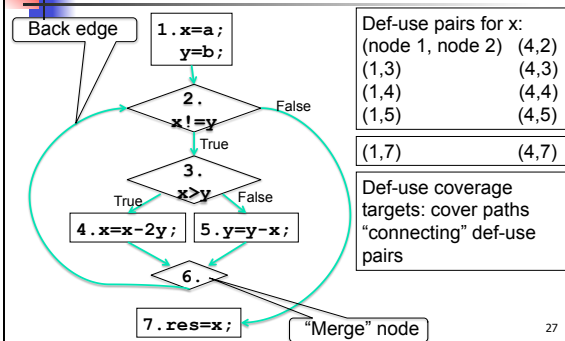 Back edge
1.x=a;
y=b;
2.
x!=y
False
True
3.
x>y
True
False
4.x=x-2y;
5.y=y-x;
6.
7.res=x;
"Merge" node
Def-use pairs for x:
(node 1, node 2) (4,2)
(1,3) (4,3)
(1,4) (4,4)
(1,5) (4,5)
(1,7) (4,7)
Def-use coverage
targets: cover paths
"connecting" def-use
pairs
27